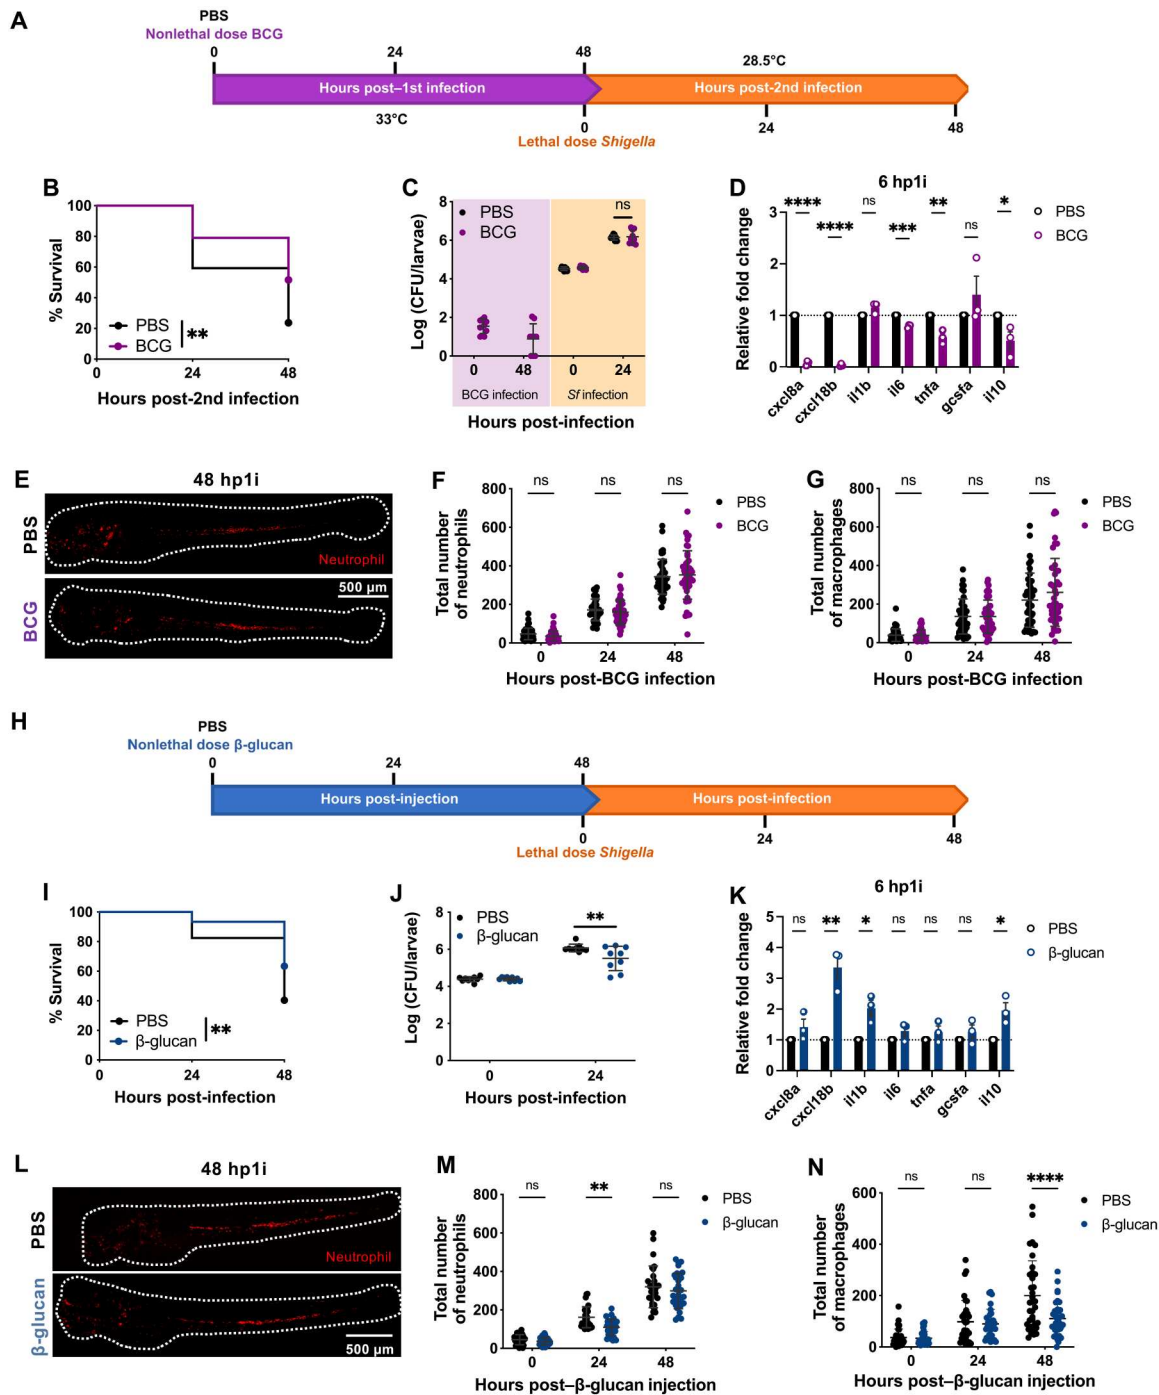 A
PBS
Nonlethal dose BCG
0
24
48
28.5°C
Hours post–1st infection
Hours post-2nd infection
33°C
0
24
48
Lethal dose Shigella
B
% Survival
100
80
60
40
20
0
PBS
BCG
**
0
24
48
Hours post-2nd infection
C
Log (CFU/larvae)
8
6
4
2
0
PBS
BCG
ns
0
48
0
24
BCG infection
Sf infection
Hours post-infection
D
6 hp1i
Relative fold change
3
2
1
0
****
****
ns
***
**
ns
*
PBS
BCG
cxcl8a
cxcl18b
il1b
il6
tnfa
gcsfa
il10
E
48 hp1i
PBS
Neutrophil
BCG
500 µm
F
Total number
of neutrophils
800
600
400
200
0
ns
ns
ns
PBS
BCG
0
24
48
Hours post-BCG infection
G
Total number
of macrophages
800
600
400
200
0
ns
ns
ns
PBS
BCG
0
24
48
Hours post-BCG infection
H
PBS
Nonlethal dose β-glucan
0
24
48
Hours post-injection
Hours post-infection
0
24
48
Lethal dose Shigella
I
% Survival
100
80
60
40
20
0
PBS
β-glucan
**
0
24
48
Hours post-infection
J
Log (CFU/larvae)
8
6
4
2
0
PBS
β-glucan
**
0
24
Hours post-infection
K
6 hp1i
Relative fold change
5
4
3
2
1
0
ns
**
*
ns
ns
ns
*
PBS
β-glucan
cxcl8a
cxcl18b
il1b
il6
tnfa
gcsfa
il10
L
48 hp1i
PBS
Neutrophil
β-glucan
500 µm
M
Total number
of neutrophils
800
600
400
200
0
ns
**
ns
PBS
β-glucan
0
24
48
Hours post–β-glucan injection
N
Total number
of macrophages
600
400
200
0
ns
ns
****
PBS
β-glucan
0
24
48
Hours post–β-glucan injection